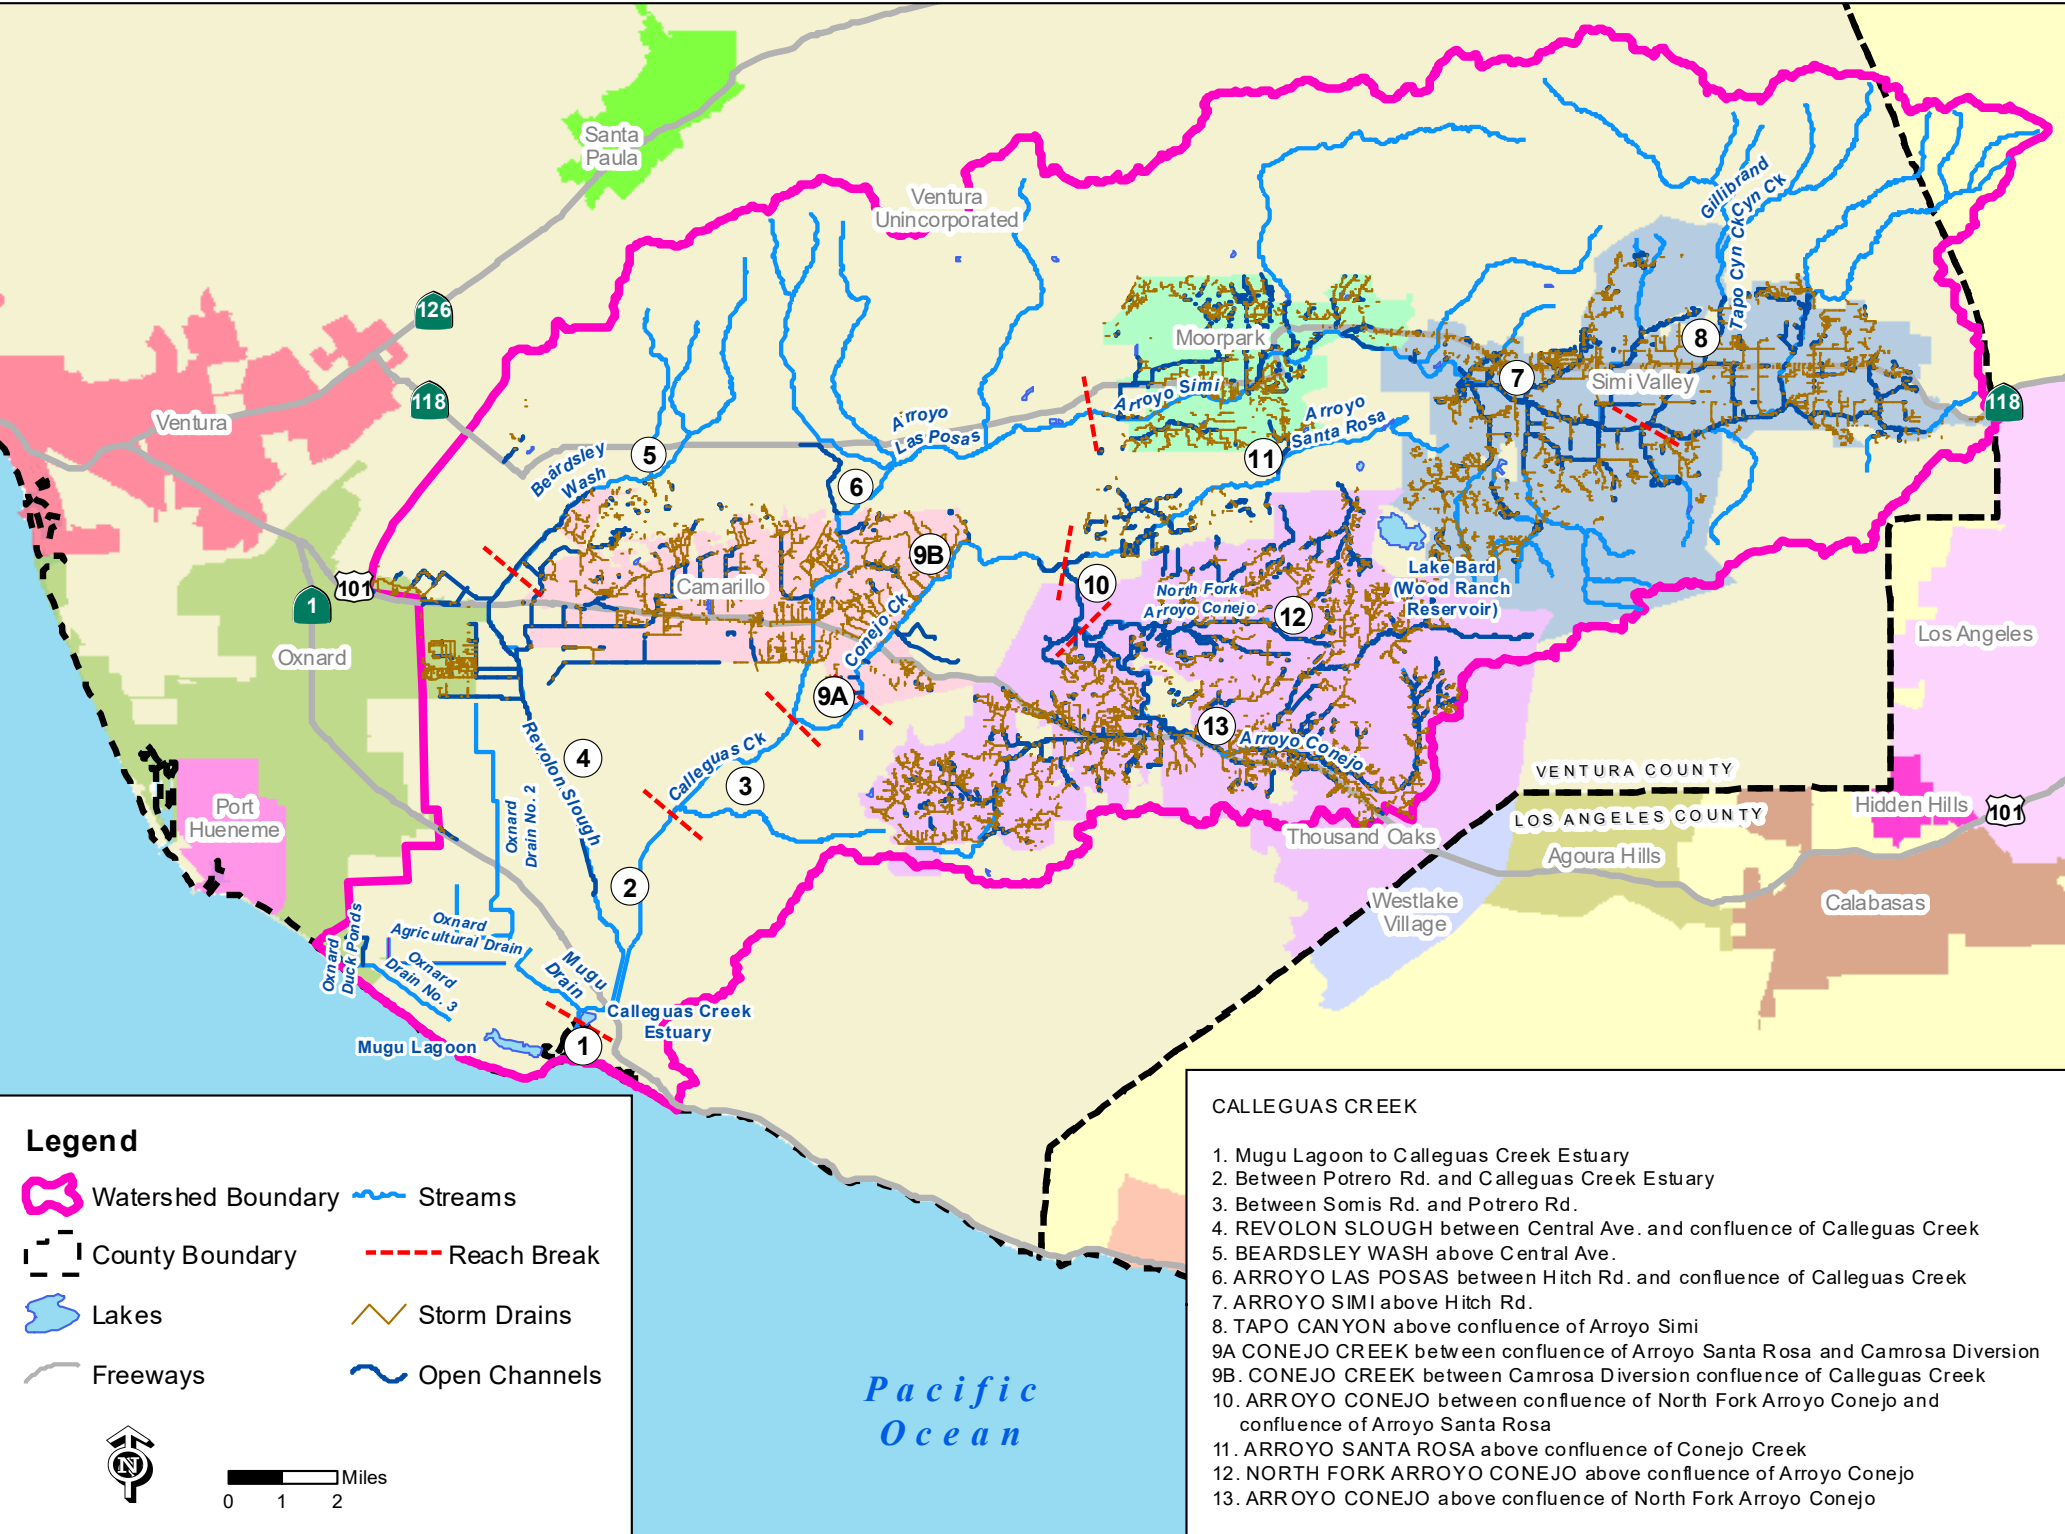 Santa
Paula
Ventura
Unincorporated
Gillibrand
Cyn Ck
Tapo Cyn Ck
126
118
Ventura
Moorpark
8
7
Simi Valley
118
Arroyo Simi
Arroyo
Santa Rosa
Arroyo
Las Posas
11
5
Beardsley
Wash
6
9B
Camarillo
101
1
Oxnard
10
North Fork
Arroyo Conejo
12
Lake Bard
(Wood Ranch
Reservoir)
Los Angeles
Conejo Ck
9A
13
Arroyo Conejo
4
Revolon Slough
Calleguas Ck
3
Oxnard
Drain No. 2
VENTURA COUNTY
LOS ANGELES COUNTY
Hidden Hills
101
Port
Hueneme
Thousand Oaks
Agoura Hills
2
Westlake
Village
Calabasas
Oxnard
Agricultural Drain
Oxnard
Duck Ponds
Oxnard
Drain No. 3
Mugu
Drain
Calleguas Creek
Estuary
Mugu Lagoon
1
Legend
Watershed Boundary
Streams
County Boundary
Reach Break
Lakes
Storm Drains
Freeways
Open Channels
N
Miles
0 1 2
Pacific
Ocean
CALLEGUAS CREEK
1. Mugu Lagoon to Calleguas Creek Estuary
2. Between Potrero Rd. and Calleguas Creek Estuary
3. Between Somis Rd. and Potrero Rd.
4. REVOLON SLOUGH between Central Ave. and confluence of Calleguas Creek
5. BEARDSLEY WASH above Central Ave.
6. ARROYO LAS POSAS between Hitch Rd. and confluence of Calleguas Creek
7. ARROYO SIMI above Hitch Rd.
8. TAPO CANYON above confluence of Arroyo Simi
9A CONEJO CREEK between confluence of Arroyo Santa Rosa and Camrosa Diversion
9B. CONEJO CREEK between Camrosa Diversion confluence of Calleguas Creek
10. ARROYO CONEJO between confluence of North Fork Arroyo Conejo and
confluence of Arroyo Santa Rosa
11. ARROYO SANTA ROSA above confluence of Conejo Creek
12. NORTH FORK ARROYO CONEJO above confluence of Arroyo Conejo
13. ARROYO CONEJO above confluence of North Fork Arroyo Conejo